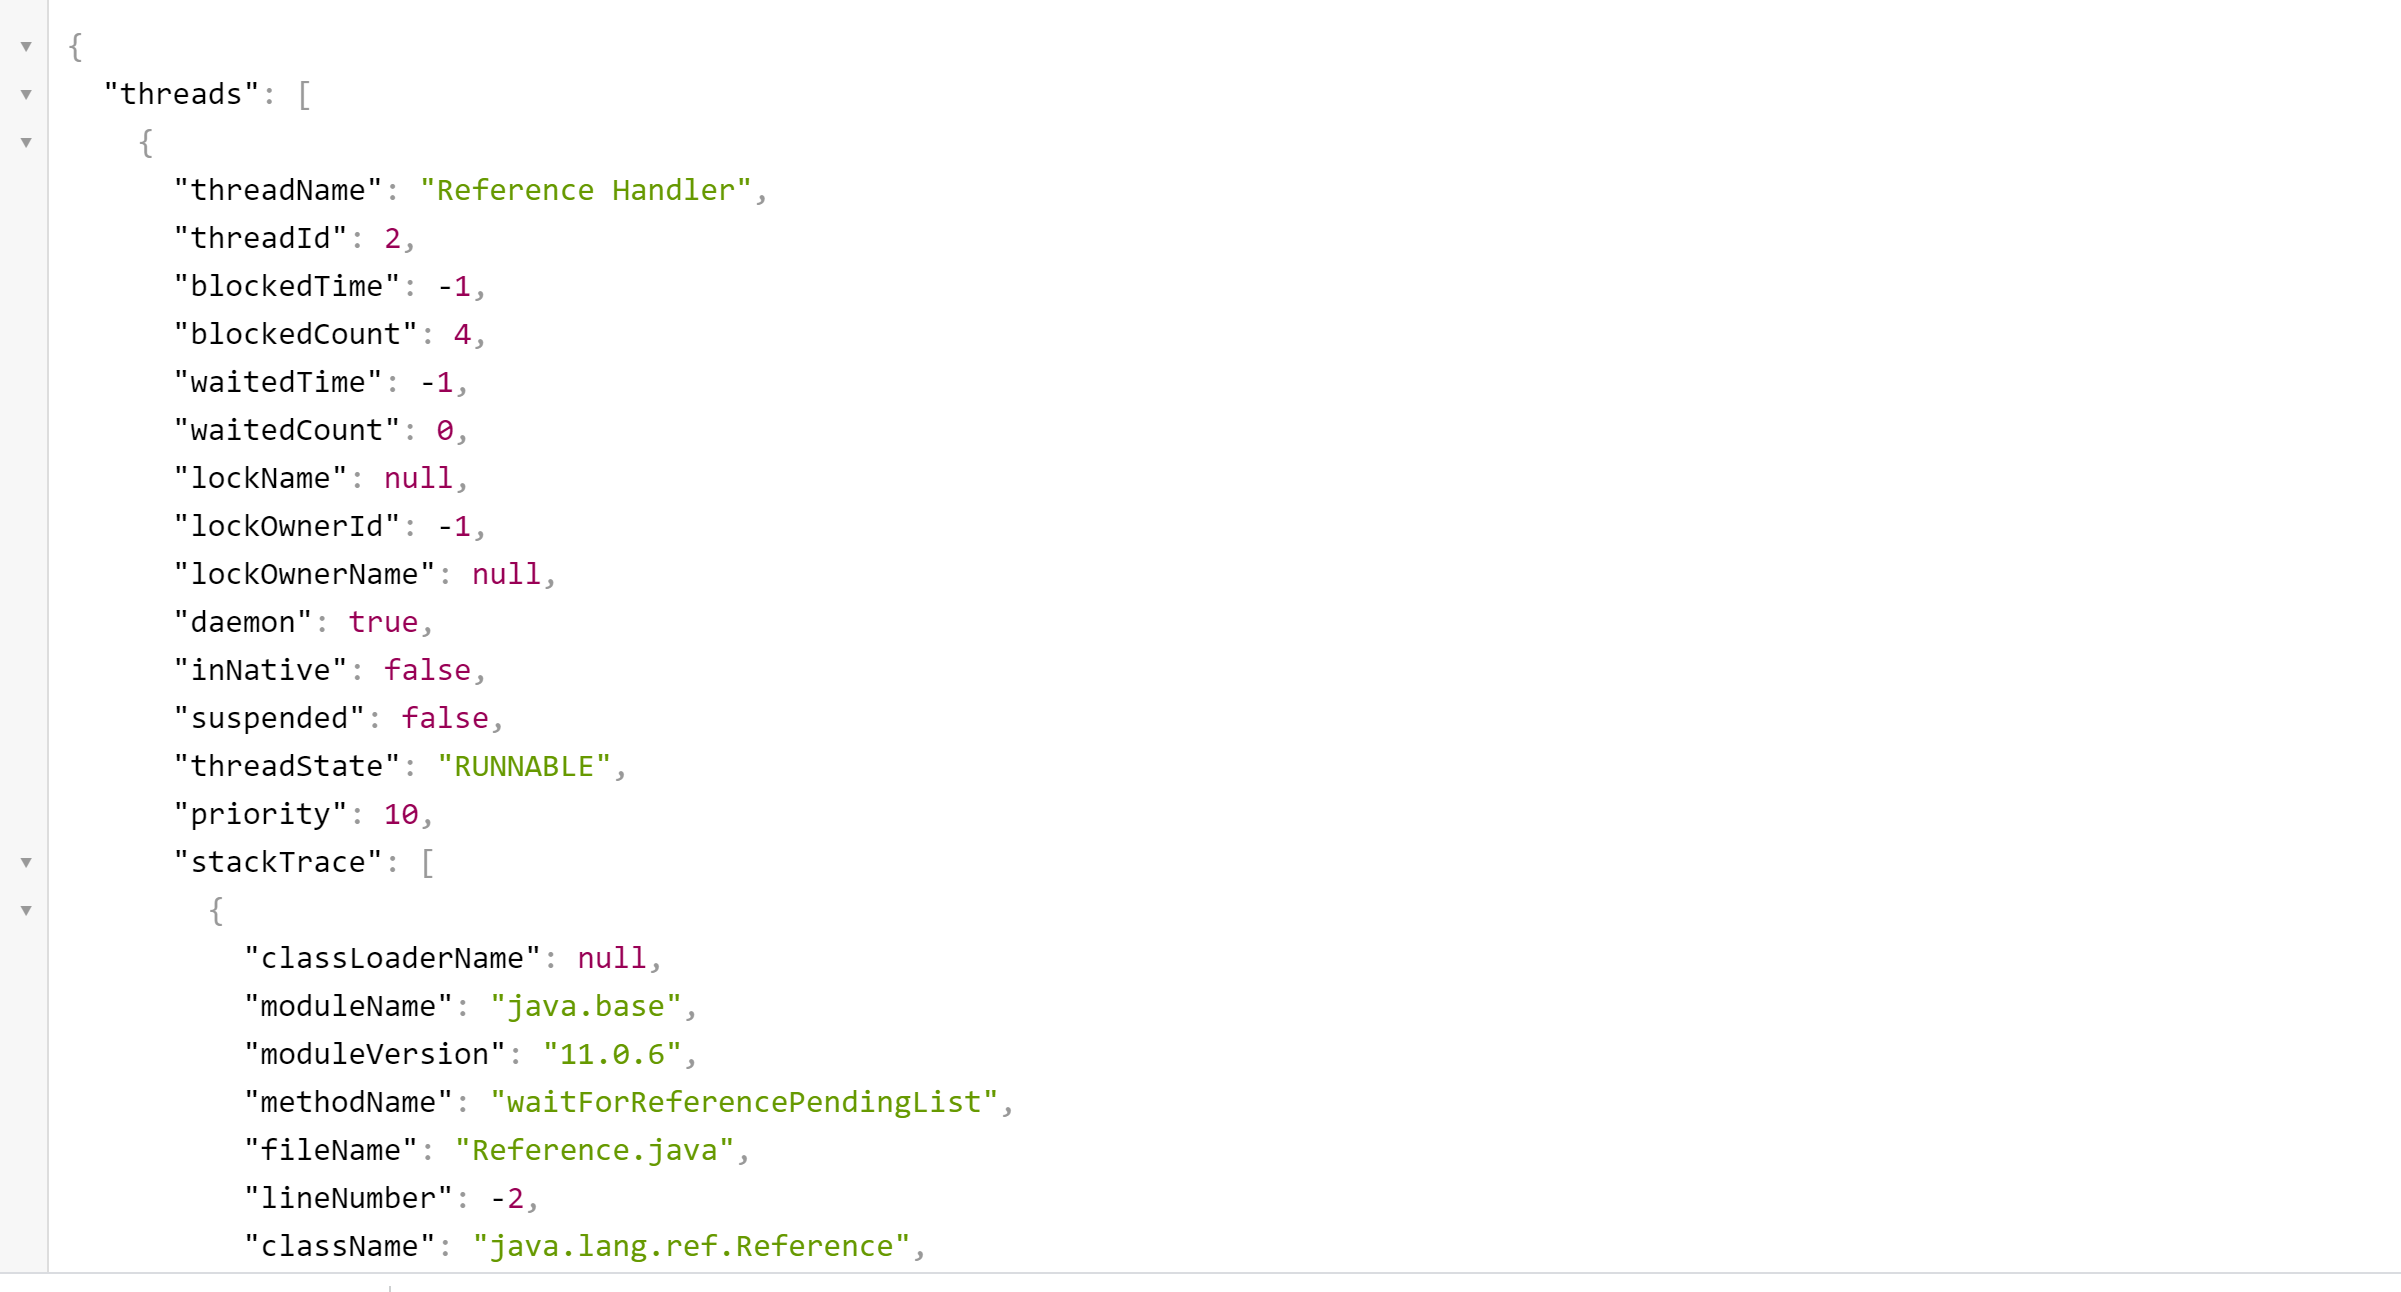 {
"threads": [
{
"threadName": "Reference Handler",
"threadId": 2,
"blockedTime": -1,
"blockedCount": 4,
"waitedTime": -1,
"waitedCount": 0,
"lockName": null,
"lockOwnerId": -1,
"lockOwnerName": null,
"daemon": true,
"inNative": false,
"suspended": false,
"threadState": "RUNNABLE",
"priority": 10,
"stackTrace": [
{
"classLoaderName": null,
"moduleName": "java.base",
"moduleVersion": "11.0.6",
"methodName": "waitForReferencePendingList",
"fileName": "Reference.java",
"lineNumber": -2,
"className": "java.lang.ref.Reference",